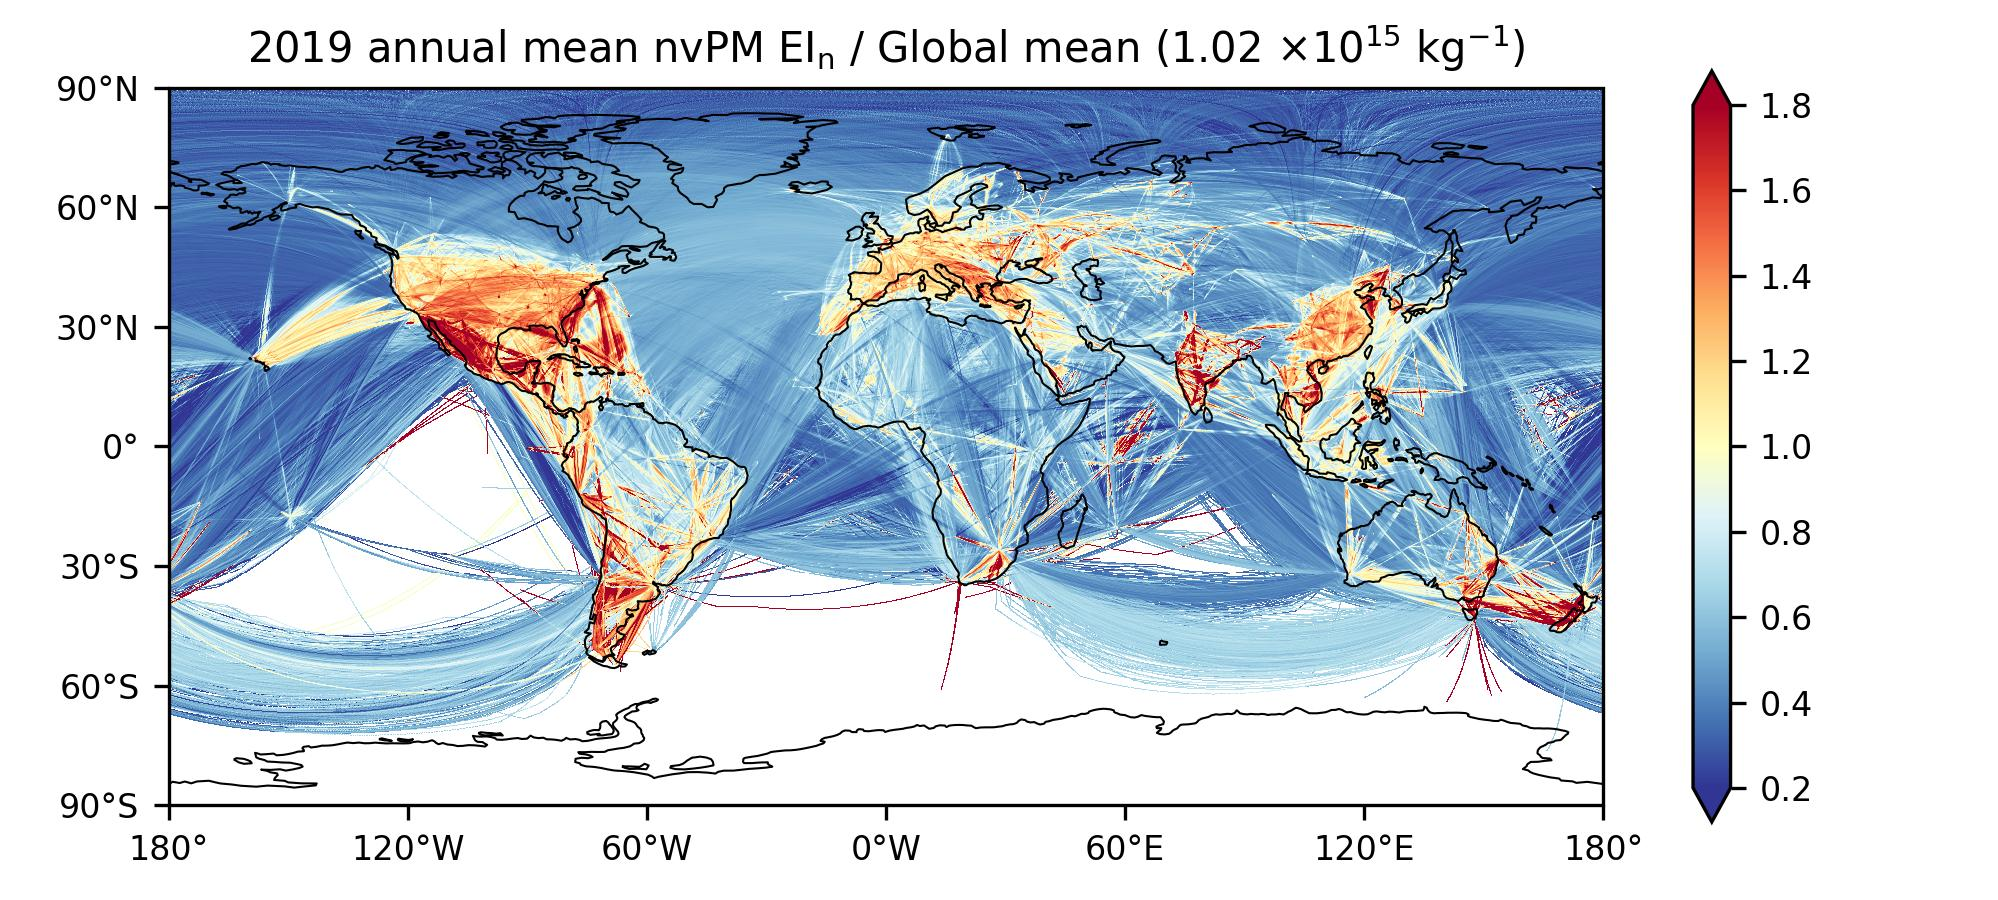 2019 annual mean nvPM EIₙ / Global mean (1.02 ×10¹⁵ kg⁻¹)
90°N
60°N
30°N
0°
30°S
60°S
90°S
180°
120°W
60°W
0°W
60°E
120°E
180°
1.8
1.6
1.4
1.2
1.0
0.8
0.6
0.4
0.2